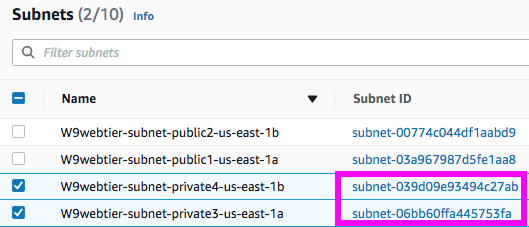 Subnets (2/10) Info
Filter subnets
Name Subnet ID
W9webtier-subnet-public2-us-east-1b subnet-00774c044df1aabd9
W9webtier-subnet-public1-us-east-1a subnet-03a967987d5fe1aa8
W9webtier-subnet-private4-us-east-1b subnet-039d09e93494c27ab
W9webtier-subnet-private3-us-east-1a subnet-06bb60ffa445753fa